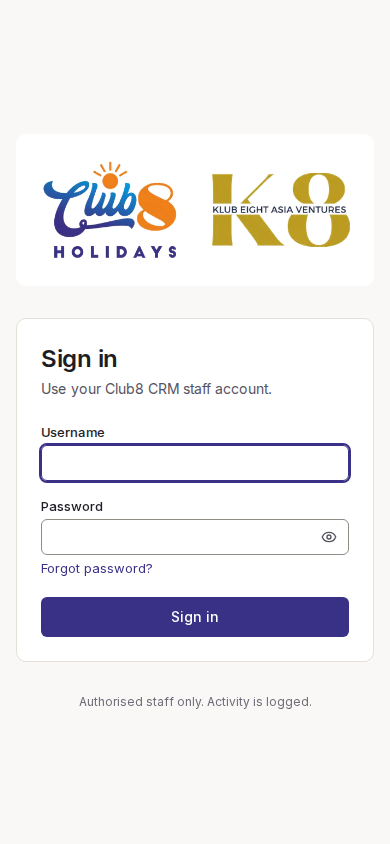 Club8
HOLIDAYS
K8
KLUB EIGHT ASIA VENTURES
Sign in
Use your Club8 CRM staff account.
Username
Password
Forgot password?
Sign in
Authorised staff only. Activity is logged.